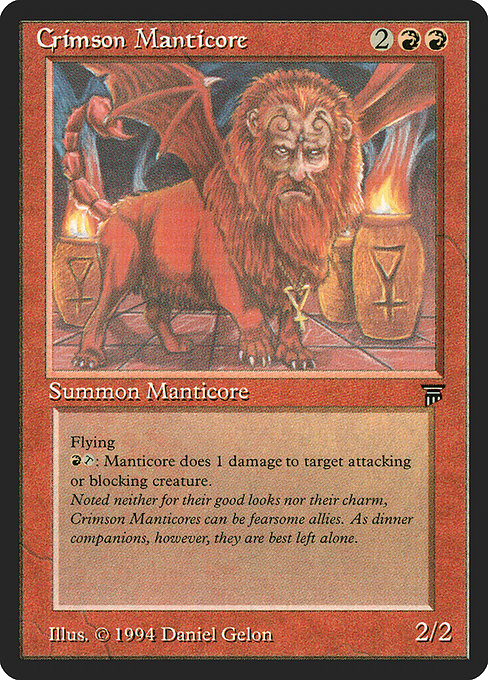 Crimson Manticore 2
Summon Manticore
Flying
: Manticore does 1 damage to target attacking
or blocking creature.
Noted neither for their good looks nor their charm,
Crimson Manticores can be fearsome allies. As dinner
companions, however, they are best left alone.
Illus. © 1994 Daniel Gelon 2/2